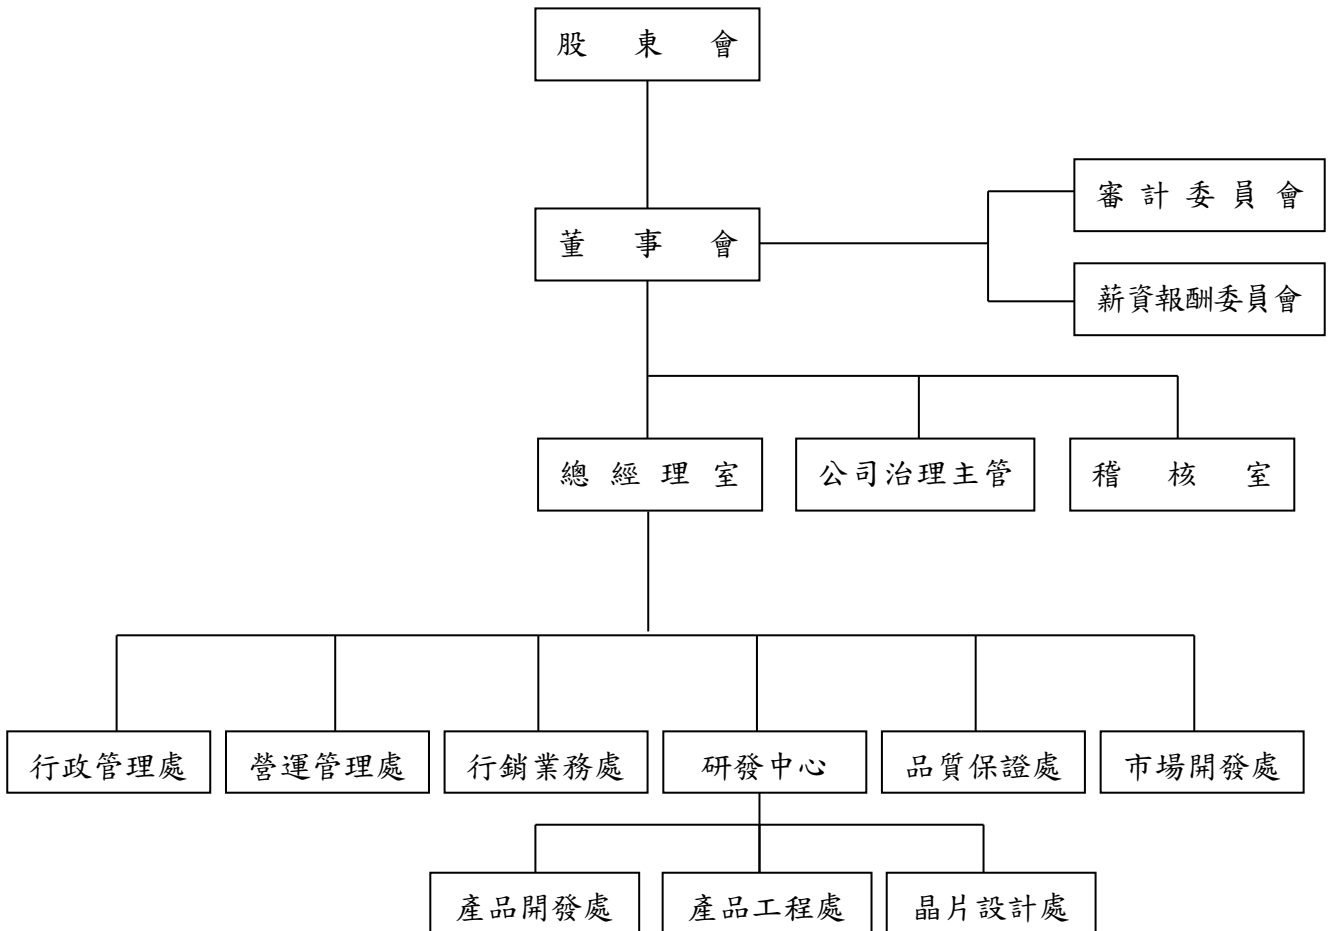 股東會
審計委員會
董事會
薪資報酬委員會
總經理室
公司治理主管
稽核室
行政管理處
營運管理處
行銷業務處
研發中心
品質保證處
市場開發處
產品開發處
產品工程處
晶片設計處